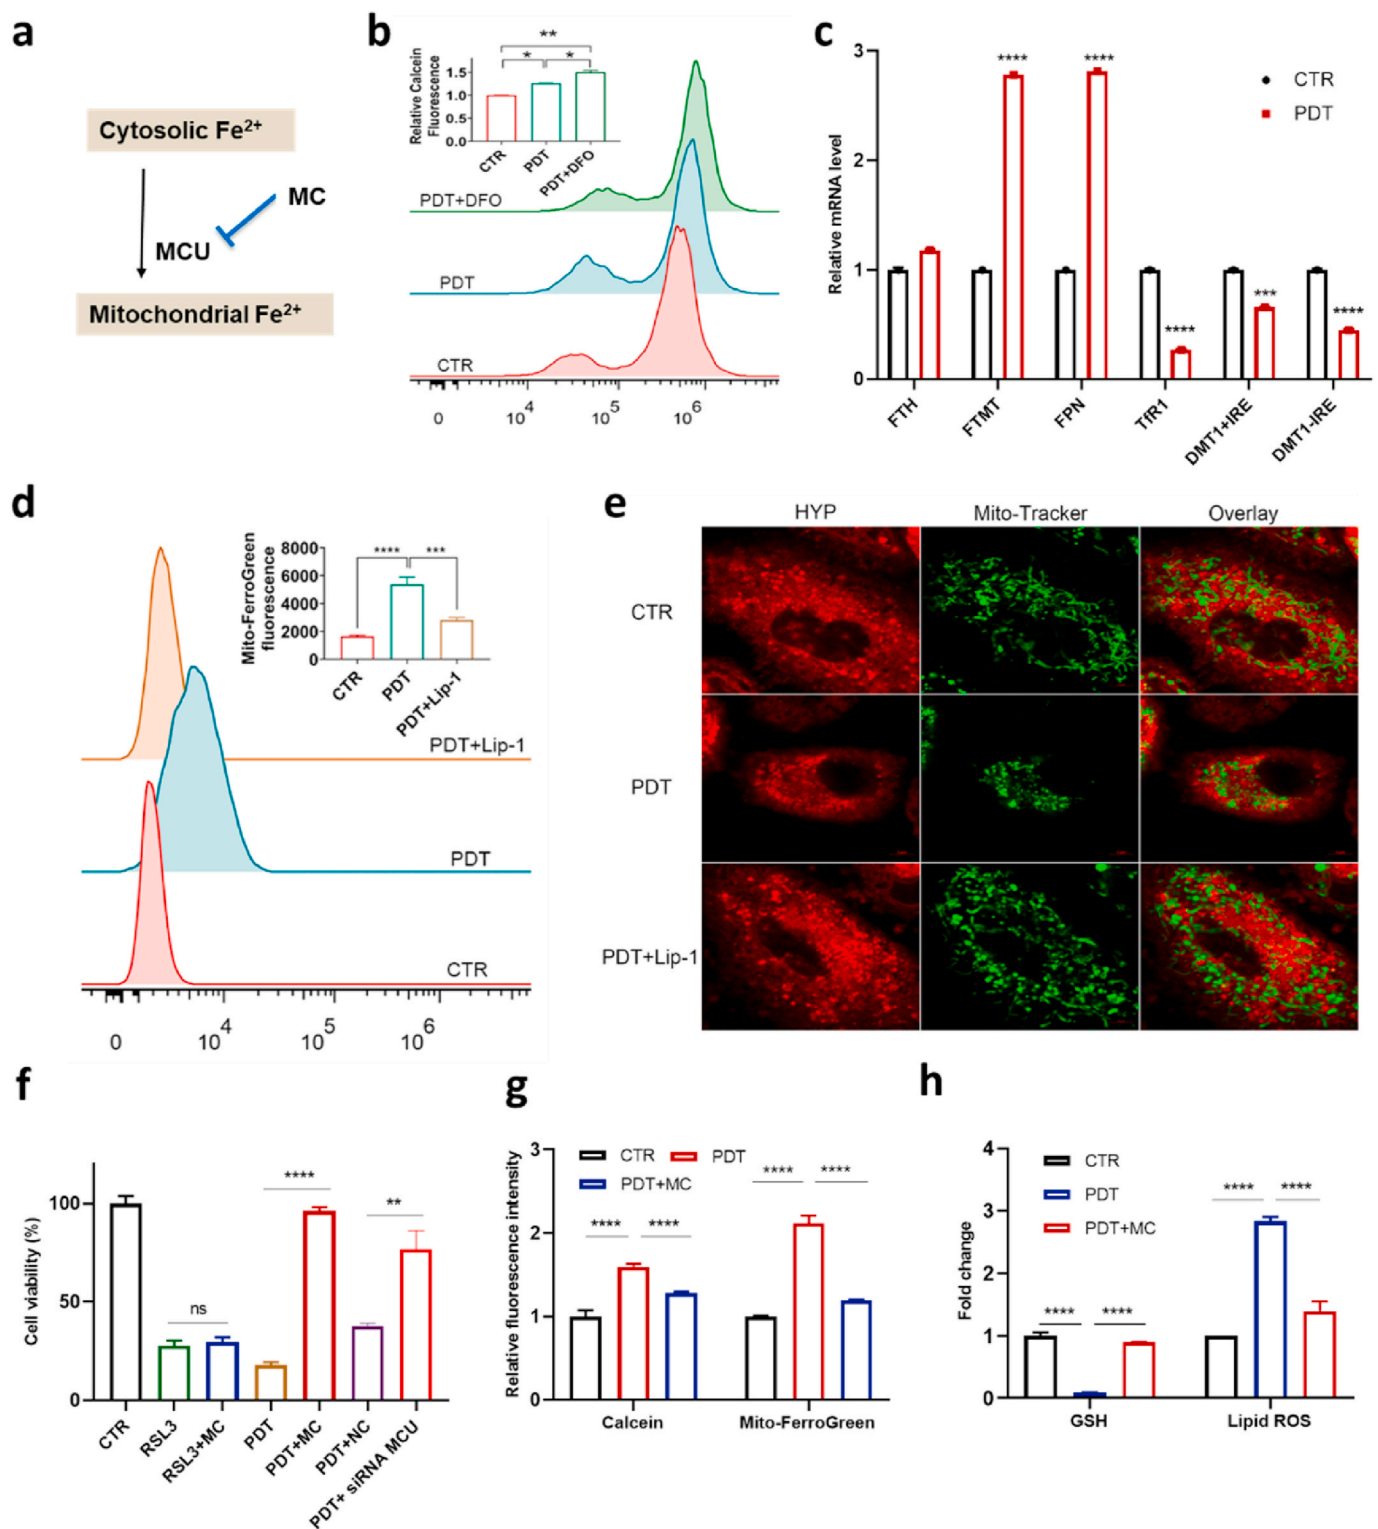 a
Cytosolic Fe2+
MC
MCU
Mitochondrial Fe2+
b
**
* *
Relative Calcein
Fluorescence
1.5
1.0
0.5
0.0
CTR
PDT
PDT+DFO
PDT+DFO
PDT
CTR
0 10^4 10^5 10^6
c
Relative mRNA level
3
2
1
0
CTR
PDT
**** **** **** *** ****
FTH
FTMT
FPN
TfR1
DMT1+IRE
DMT1-IRE
d
Mito-FerroGreen
fluorescence
8000
6000
4000
2000
0
**** ***
CTR
PDT
PDT+Lip-1
PDT+Lip-1
PDT
CTR
0 10^4 10^5 10^6
e
HYP Mito-Tracker Overlay
CTR
PDT
PDT+Lip-1
f
Cell viability (%)
100
50
0
ns
****
**
CTR
RSL3
RSL3+MC
PDT
PDT+MC
PDT+NC
PDT+ siRNA MCU
g
Relative fluorescence intensity
3
2
1
0
CTR PDT
PDT+MC
**** ****
**** ****
Calcein Mito-FerroGreen
h
Fold change
4
3
2
1
0
CTR
PDT
PDT+MC
**** ****
**** ****
GSH Lipid ROS